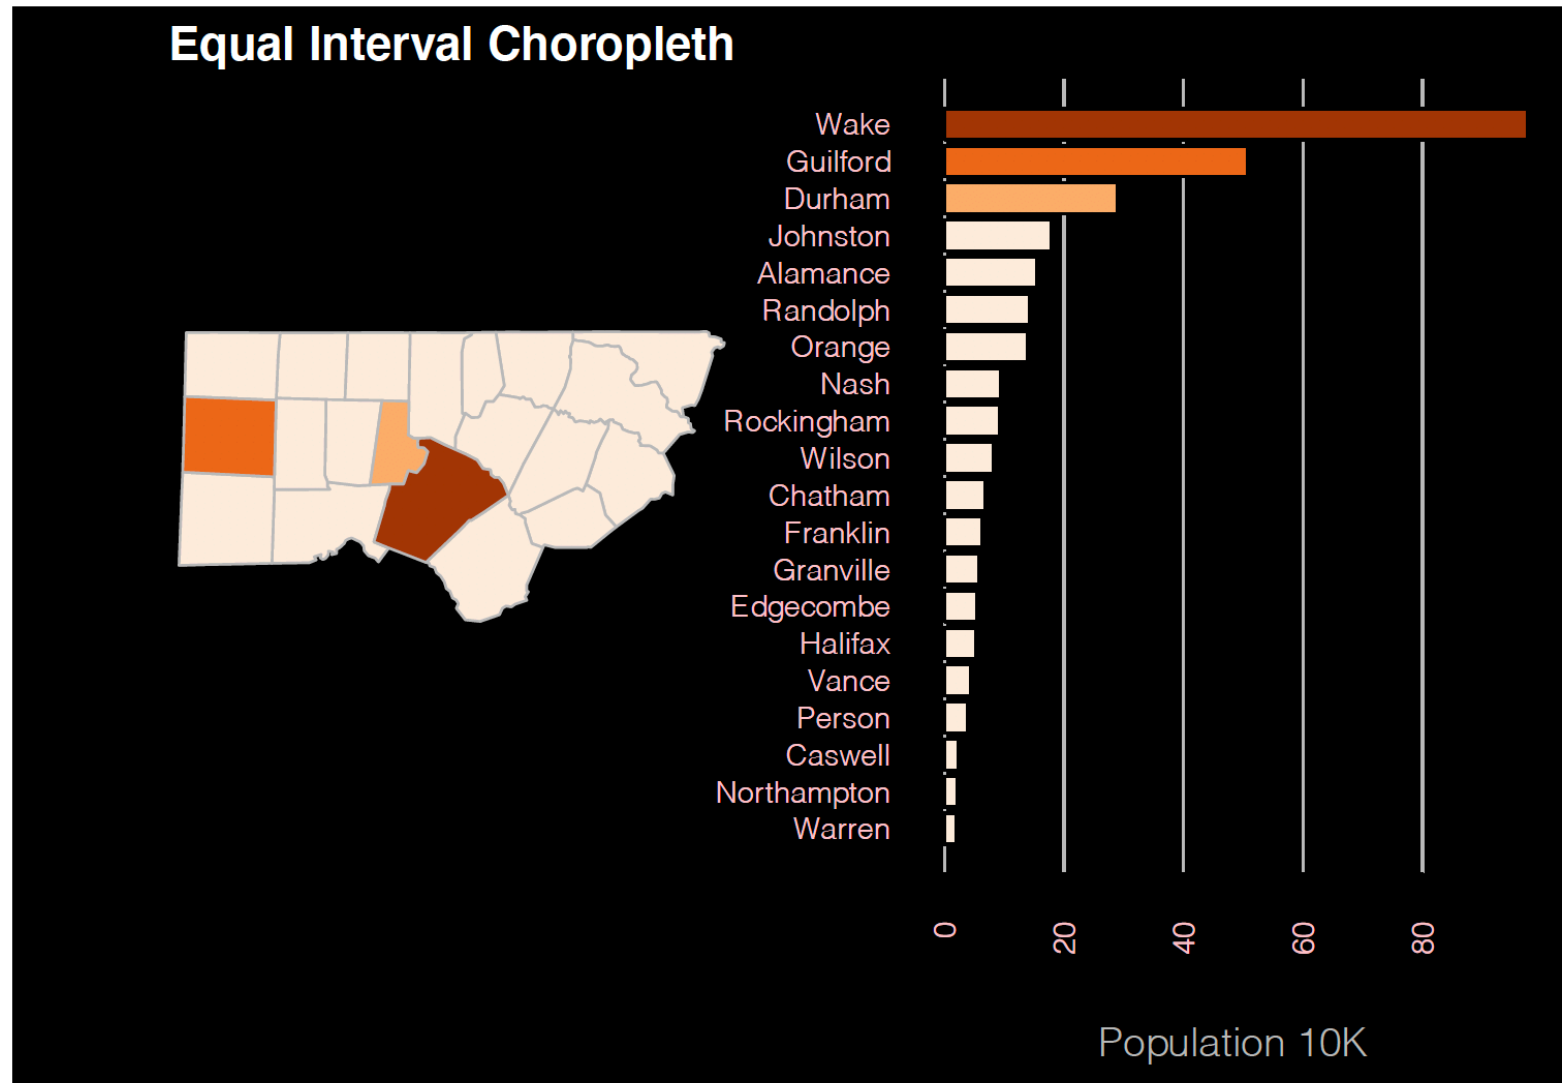 Equal Interval Choropleth
Wake
Guilford
Durham
Johnston
Alamance
Randolph
Orange
Nash
Rockingham
Wilson
Chatham
Franklin
Granville
Edgecombe
Halifax
Vance
Person
Caswell
Northampton
Warren
0
20
40
60
80
Population 10K